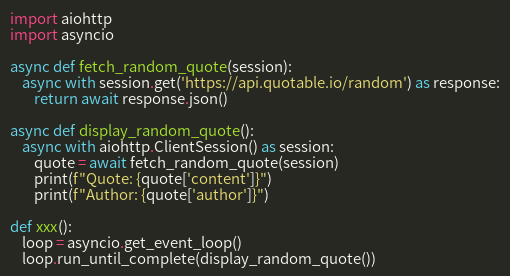 import aiohttp
import asyncio
async def fetch_random_quote(session):
async with session.get('https://api.quotable.io/random') as response:
return await response.json()
async def display_random_quote():
async with aiohttp.ClientSession() as session:
quote = await fetch_random_quote(session)
print(f"Quote: {quote['content']}")
print(f"Author: {quote['author']}")
def xxx():
loop = asyncio.get_event_loop()
loop.run_until_complete(display_random_quote())